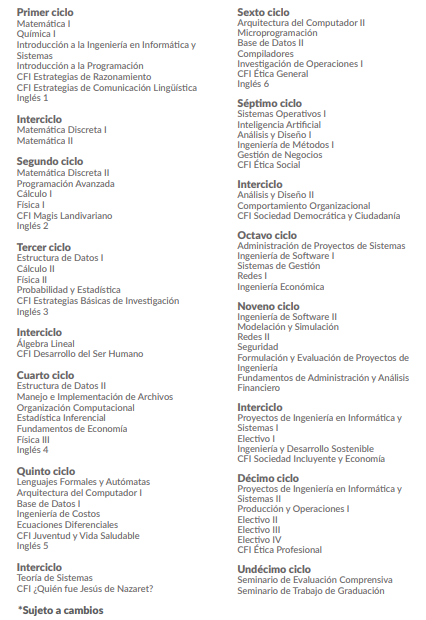 Primer ciclo
Matemática I
Química I
Introducción a la Ingeniería en Informática y
Sistemas
Introducción a la Programación
CFI Estrategias de Razonamiento
CFI Estrategias de Comunicación Lingüística
Inglés 1
Interciclo
Matemática Discreta I
Matemática II
Segundo ciclo
Matemática Discreta II
Programación Avanzada
Cálculo I
Física I
CFI Magis Landivariano
Inglés 2
Tercer ciclo
Estructura de Datos I
Cálculo II
Física II
Probabilidad y Estadística
CFI Estrategias Básicas de Investigación
Inglés 3
Interciclo
Álgebra Lineal
CFI Desarrollo del Ser Humano
Cuarto ciclo
Estructura de Datos II
Manejo e Implementación de Archivos
Organización Computacional
Estadística Inferencial
Fundamentos de Economía
Física III
Inglés 4
Quinto ciclo
Lenguajes Formales y Autómatas
Arquitectura del Computador I
Base de Datos I
Ingeniería de Costos
Ecuaciones Diferenciales
CFI Juventud y Vida Saludable
Inglés 5
Interciclo
Teoría de Sistemas
CFI ¿Quién fue Jesús de Nazaret?
*Sujeto a cambios
Sexto ciclo
Arquitectura del Computador II
Microprogramación
Base de Datos II
Compiladores
Investigación de Operaciones I
CFI Ética General
Inglés 6
Séptimo ciclo
Sistemas Operativos I
Inteligencia Artificial
Análisis y Diseño I
Ingeniería de Métodos I
Gestión de Negocios
CFI Ética Social
Interciclo
Análisis y Diseño II
Comportamiento Organizacional
CFI Sociedad Democrática y Ciudadanía
Octavo ciclo
Administración de Proyectos de Sistemas
Ingeniería de Software I
Sistemas de Gestión
Redes I
Ingeniería Económica
Noveno ciclo
Ingeniería de Software II
Modelación y Simulación
Redes II
Seguridad
Formulación y Evaluación de Proyectos de
Ingeniería
Fundamentos de Administración y Análisis
Financiero
Interciclo
Proyectos de Ingeniería en Informática y
Sistemas I
Electivo I
Ingeniería y Desarrollo Sostenible
CFI Sociedad Incluyente y Economía
Décimo ciclo
Proyectos de Ingeniería en Informática y
Sistemas II
Producción y Operaciones I
Electivo II
Electivo III
Electivo IV
CFI Ética Profesional
Undécimo ciclo
Seminario de Evaluación Comprensiva
Seminario de Trabajo de Graduación